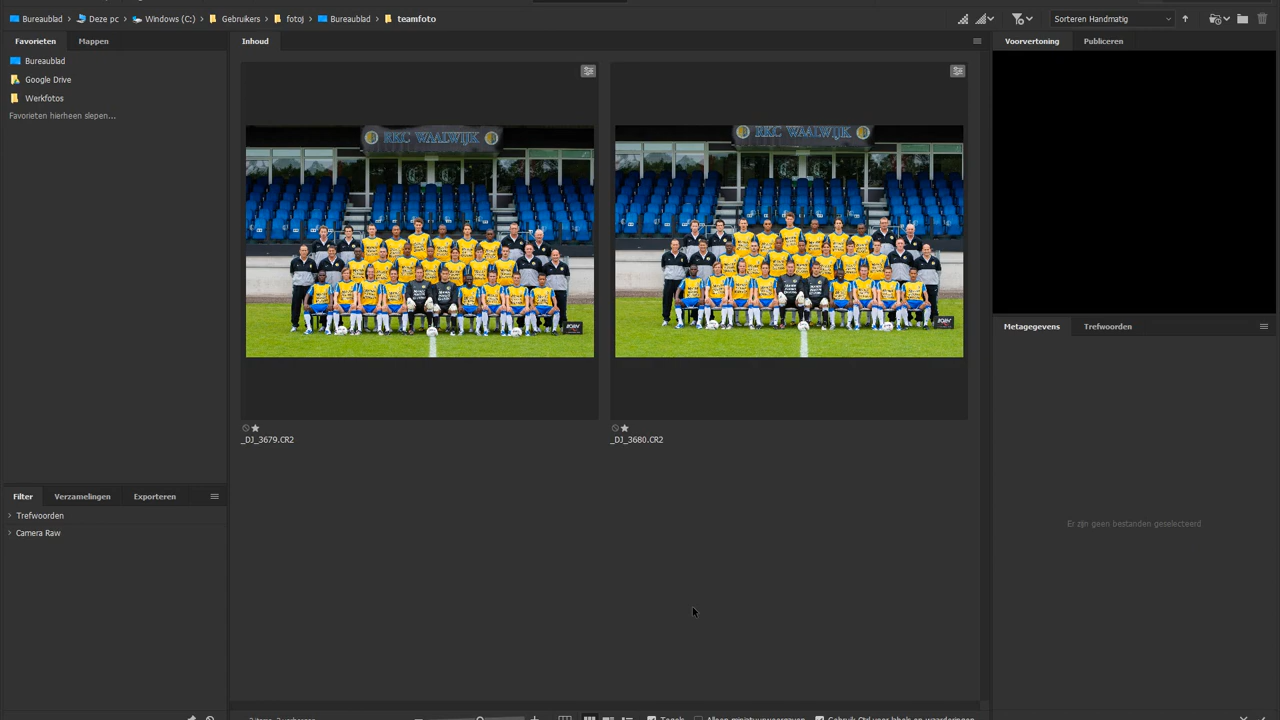 Bureaublad > Deze pc > Windows (C:) > Gebruikers > fotoj > Bureaublad > teamfoto
Sorteren Handmatig
Favorieten Mappen
Inhoud
Voorvertoning Publiceren
Bureaublad
Google Drive
Werkfotos
Favorieten hierheen slepen...
RKC WAALWIJK
RKC WAALWIJK
_DJ_3679.CR2
_DJ_3680.CR2
Metagegevens Trefwoorden
Er zijn geen bestanden geselecteerd
Filter Verzamelingen Exporteren
Trefwoorden
Camera Raw